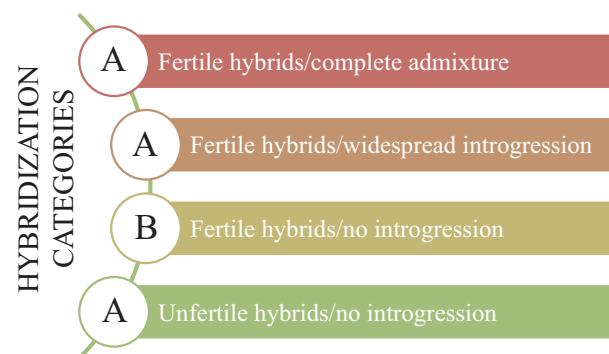 HYBRIDIZATION
CATEGORIES
A Fertile hybrids/complete admixture
A Fertile hybrids/widespread introgression
B Fertile hybrids/no introgression
A Unfertile hybrids/no introgression